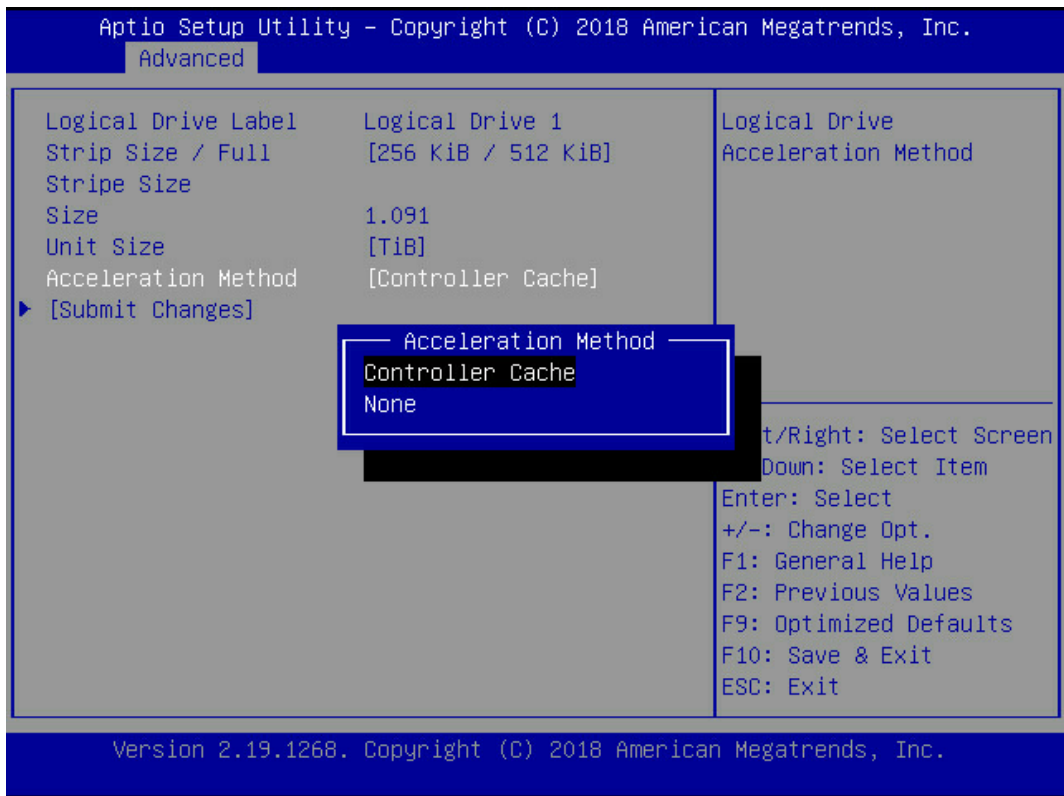 Aptio Setup Utility – Copyright (C) 2018 American Megatrends, Inc.
Advanced
Logical Drive Label Logical Drive 1
Strip Size / Full [256 KiB / 512 KiB]
Stripe Size
Size 1.091
Unit Size [TiB]
Acceleration Method [Controller Cache]
[Submit Changes]
Acceleration Method
Controller Cache
None
Logical Drive
Acceleration Method
t/Right: Select Screen
Down: Select Item
Enter: Select
+/-: Change Opt.
F1: General Help
F2: Previous Values
F9: Optimized Defaults
F10: Save & Exit
ESC: Exit
Version 2.19.1268. Copyright (C) 2018 American Megatrends, Inc.